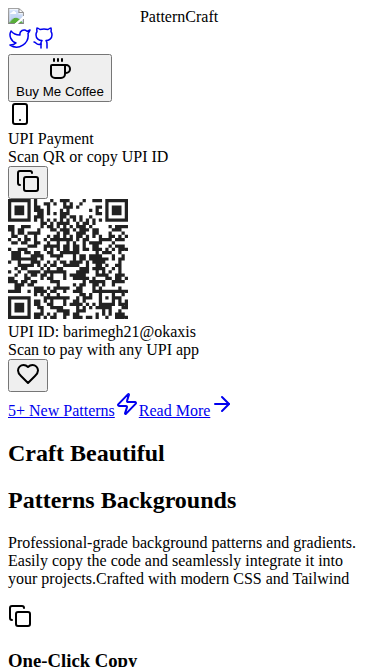 PatternCraft
Buy Me Coffee
UPI Payment
Scan QR or copy UPI ID
UPI ID: barimegh21@okaxis
Scan to pay with any UPI app
5+ New Patterns Read More
Craft Beautiful
Patterns Backgrounds
Professional-grade background patterns and gradients.
Easily copy the code and seamlessly integrate it into
your projects.Crafted with modern CSS and Tailwind
One-Click Copy